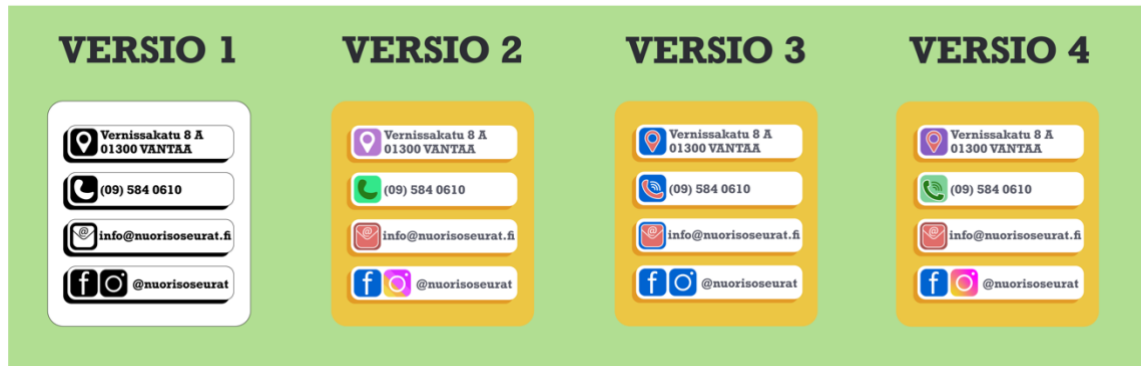 VERSIO 1
Vernissakatu 8 A
01300 VANTAA
(09) 584 0610
@
info@nuorisoseurat.fi
f
@nuorisoseurat
VERSIO 2
Vernissakatu 8 A
01300 VANTAA
(09) 584 0610
@
info@nuorisoseurat.fi
f
@nuorisoseurat
VERSIO 3
Vernissakatu 8 A
01300 VANTAA
(09) 584 0610
@
info@nuorisoseurat.fi
f
@nuorisoseurat
VERSIO 4
Vernissakatu 8 A
01300 VANTAA
(09) 584 0610
@
info@nuorisoseurat.fi
f
@nuorisoseurat